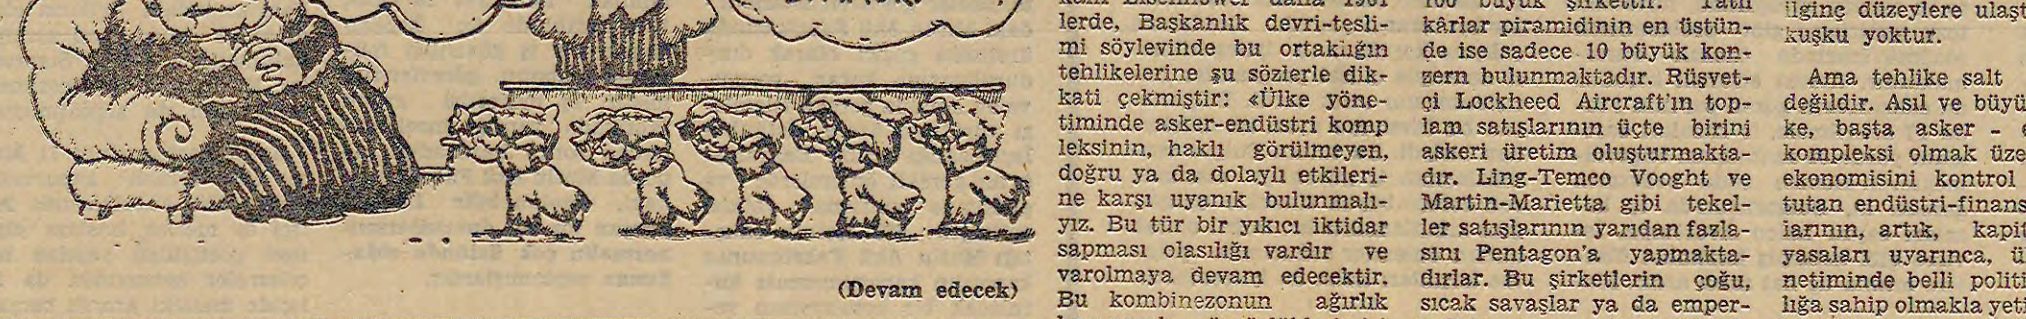 (Devam edecek)
lerde, Başkanlık devri-tesli-
mi söylevinde bu ortaklığın
tehlikelerine şu sözlerle dik-
kati çekmiştir: «Ülke yöne-
timinde asker-endüstri komp
leksinin, haklı görülmeyen,
doğru ya da dolaylı etkileri-
ne karşı uyanık bulunmalı-
yız. Bu tür bir yıkıcı iktidar
sapması olasılığı vardır ve
varolmaya devam edecektir.
Bu kombinezonun ağırlık
kârlar piramidinin en üstün-
de ise sadece 10 büyük kon-
zern bulunmaktadır. Rüşvet-
çi Lockheed Aircraft'ın top-
lam satışlarının üçte birini
askeri üretim oluşturmakta-
dır. Ling-Temco Vooght ve
Martin-Marietta gibi tekel-
ler satışlarının yarıdan fazla-
sını Pentagon'a yapmakta-
dırlar. Bu şirketlerin çoğu,
sıcak savaşlar ya da emper-
ilginç düzeylere ulaşt
kuşku yoktur.
Ama tehlike salt
değildir. Asıl ve büyü
ke, başta asker -
kompleksi olmak üze
ekonomisini kontrol
tutan endüstri-finans
larının, artık, kapit
yasaları uyarınca, ü
netiminde belli politi
lığa sahip olmakla yeti